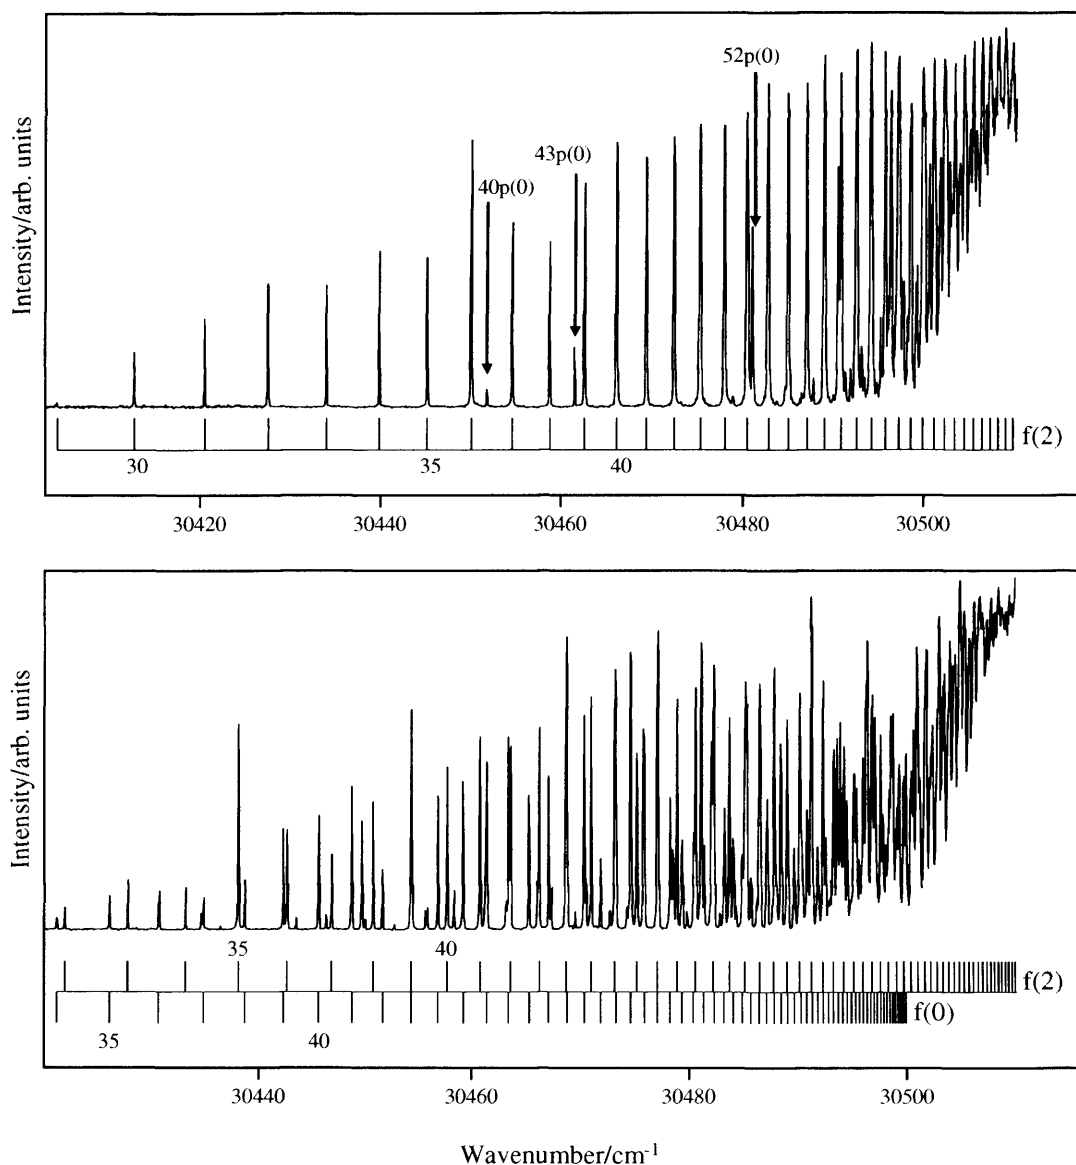 Intensity/arb. units
52p(0)
43p(0)
40p(0)
f(2)
30 35 40
30420 30440 30460 30480 30500
Intensity/arb. units
35 40
f(2)
f(0)
35 40
30440 30460 30480 30500
Wavenumber/cm-1